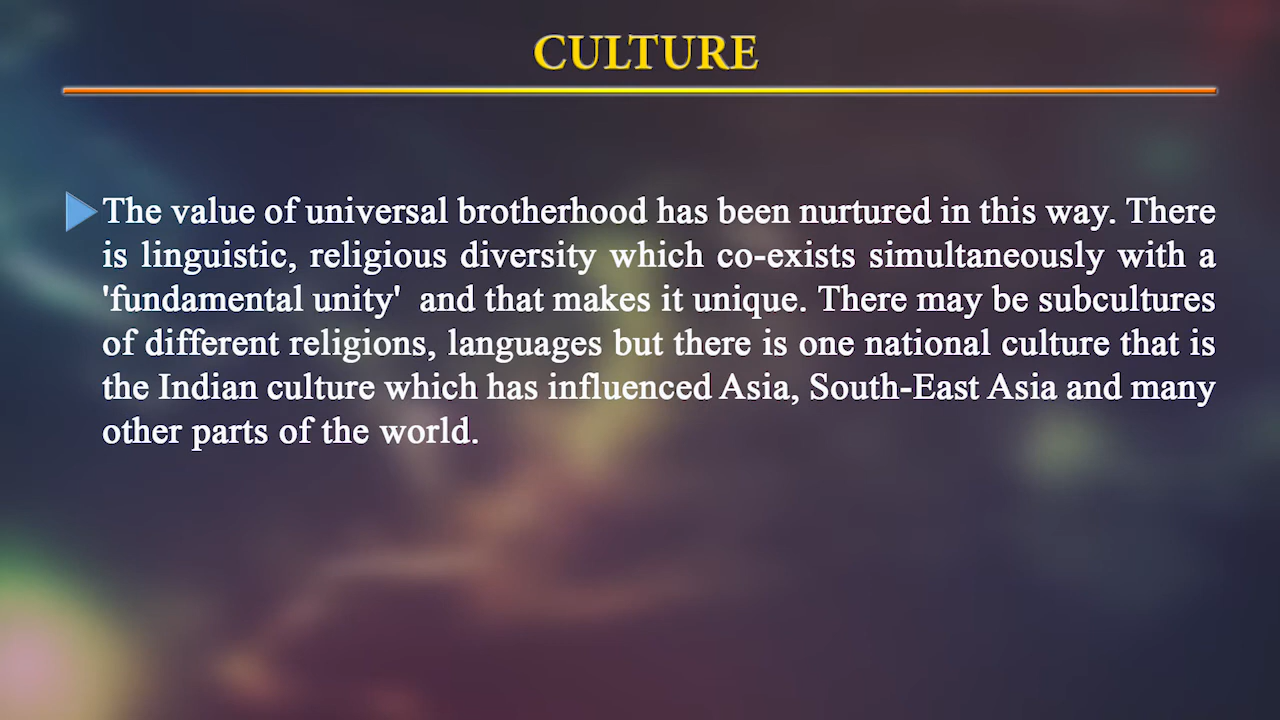 CULTURE
The value of universal brotherhood has been nurtured in this way. There
is linguistic, religious diversity which co-exists simultaneously with a
'fundamental unity'  and that makes it unique. There may be subcultures
of different religions, languages but there is one national culture that is
the Indian culture which has influenced Asia, South-East Asia and many
other parts of the world.